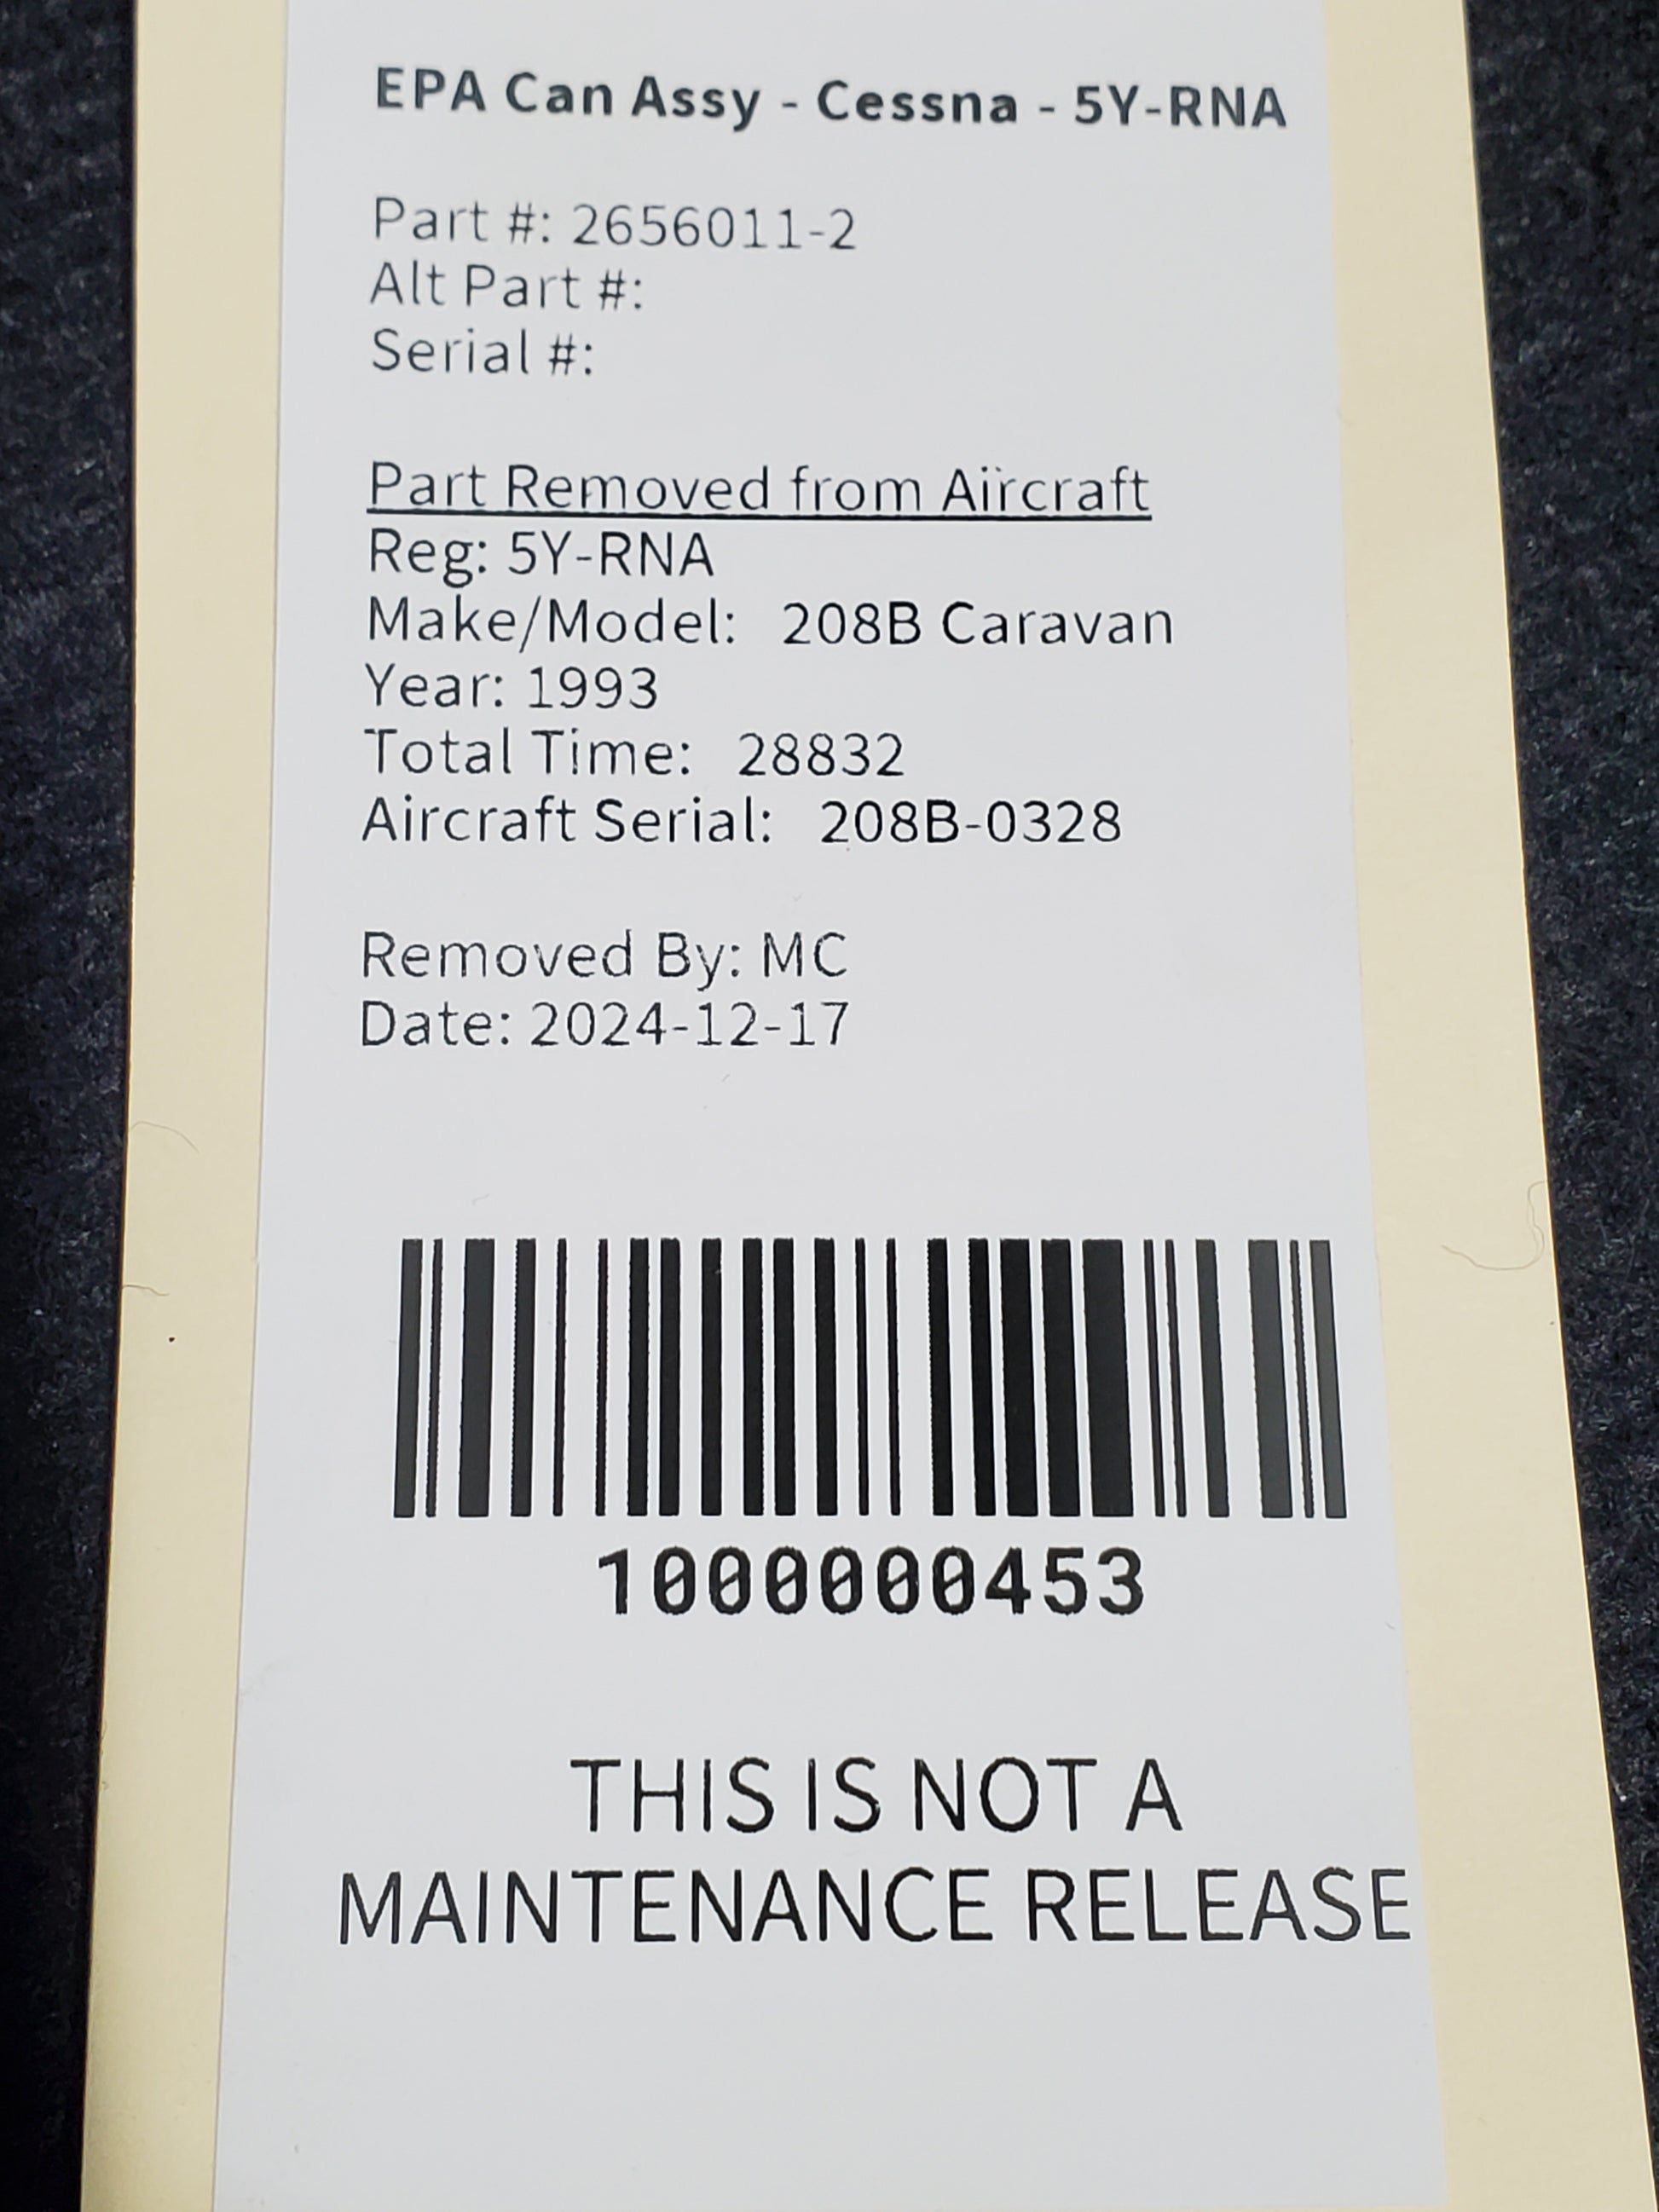 EPA Can Assy - Cessna - 5Y-RNA
Part #: 2656011-2
Alt Part #:
Serial #:
Part Removed from Aircraft
Reg: 5Y-RNA
Make/Model: 208B Caravan
Year: 1993
Total Time: 28832
Aircraft Serial: 208B-0328
Removed By: MC
Date: 2024-12-17
1000000453
THIS IS NOT A
MAINTENANCE RELEASE